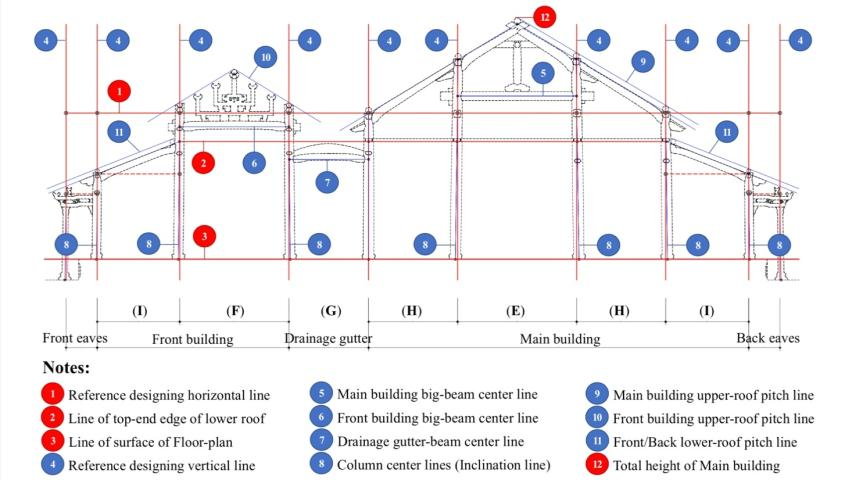 12
4 4 4 4 4 4 4 4 4
10
9
5
1
11 11
2 6
7
3
8 8 8 8 8 8 8
(I) (F) (G) (H) (E) (H) (I)
Front eaves Front building Drainage gutter Main building Back eaves
Notes:
1 Reference designing horizontal line
2 Line of top-end edge of lower roof
3 Line of surface of Floor-plan
4 Reference designing vertical line
5 Main building big-beam center line
6 Front building big-beam center line
7 Drainage gutter-beam center line
8 Column center lines (Inclination line)
9 Main building upper-roof pitch line
10 Front building upper-roof pitch line
11 Front/Back lower-roof pitch line
12 Total height of Main building